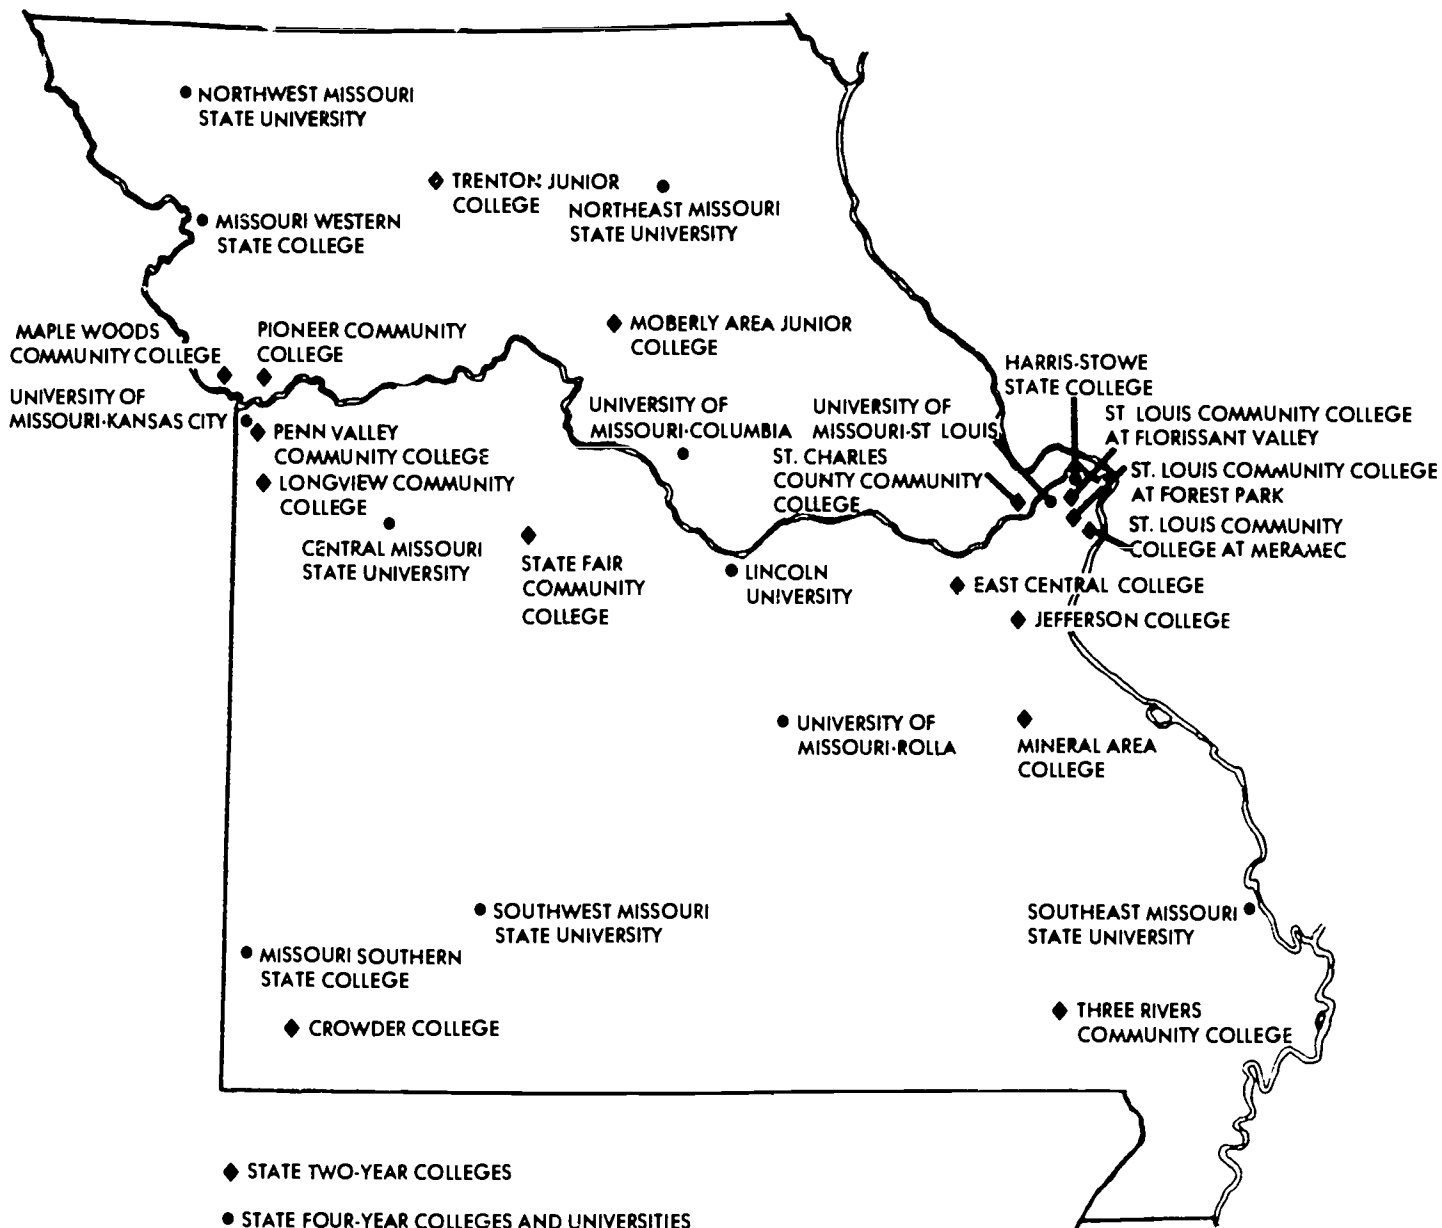 NORTHWEST MISSOURI
STATE UNIVERSITY
TRENTON JUNIOR
COLLEGE
NORTHEAST MISSOURI
STATE UNIVERSITY
MISSOURI WESTERN
STATE COLLEGE
MAPLE WOODS
COMMUNITY COLLEGE
PIONEER COMMUNITY
COLLEGE
MOBERLY AREA JUNIOR
COLLEGE
HARRIS-STOWE
STATE COLLEGE
UNIVERSITY OF
MISSOURI-KANSAS CITY
UNIVERSITY OF
MISSOURI-COLUMBIA
UNIVERSITY OF
MISSOURI-ST LOUIS
ST LOUIS COMMUNITY COLLEGE
AT FLORISSANT VALLEY
PENN VALLEY
COMMUNITY COLLEGE
ST. CHARLES
COUNTY COMMUNITY
COLLEGE
ST. LOUIS COMMUNITY COLLEGE
AT FOREST PARK
LONGVIEW COMMUNITY
COLLEGE
ST. LOUIS COMMUNITY
COLLEGE AT MERAMEC
CENTRAL MISSOURI
STATE UNIVERSITY
STATE FAIR
COMMUNITY
COLLEGE
LINCOLN
UNIVERSITY
EAST CENTRAL COLLEGE
JEFFERSON COLLEGE
UNIVERSITY OF
MISSOURI-ROLLA
MINERAL AREA
COLLEGE
SOUTHWEST MISSOURI
STATE UNIVERSITY
SOUTHEAST MISSOURI
STATE UNIVERSITY
MISSOURI SOUTHERN
STATE COLLEGE
CROWDER COLLEGE
THREE RIVERS
COMMUNITY COLLEGE
STATE TWO-YEAR COLLEGES
STATE FOUR-YEAR COLLEGES AND UNIVERSITIES